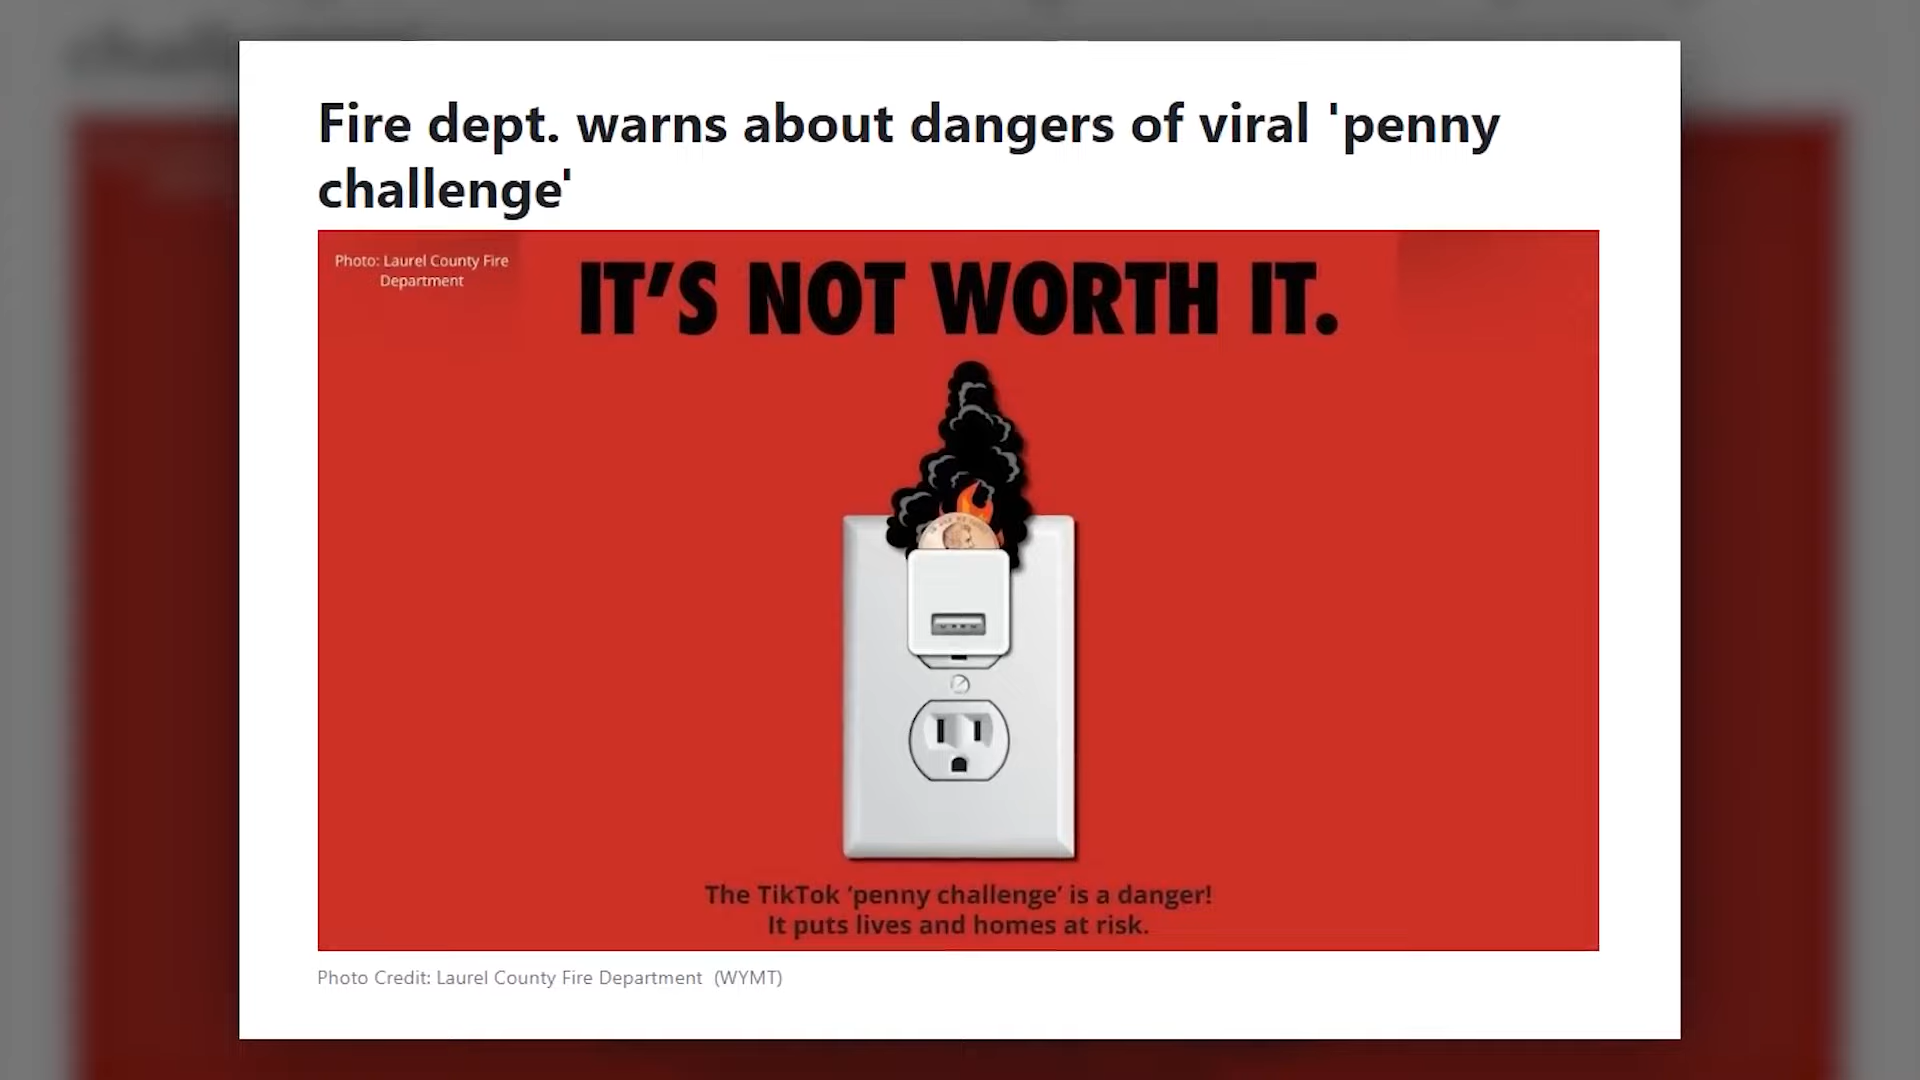 Fire dept. warns about dangers of viral 'penny
challenge'
Photo: Laurel County Fire
Department
IT'S NOT WORTH IT.
The TikTok ‘penny challenge’ is a danger!
It puts lives and homes at risk.
Photo Credit: Laurel County Fire Department (WYMT)